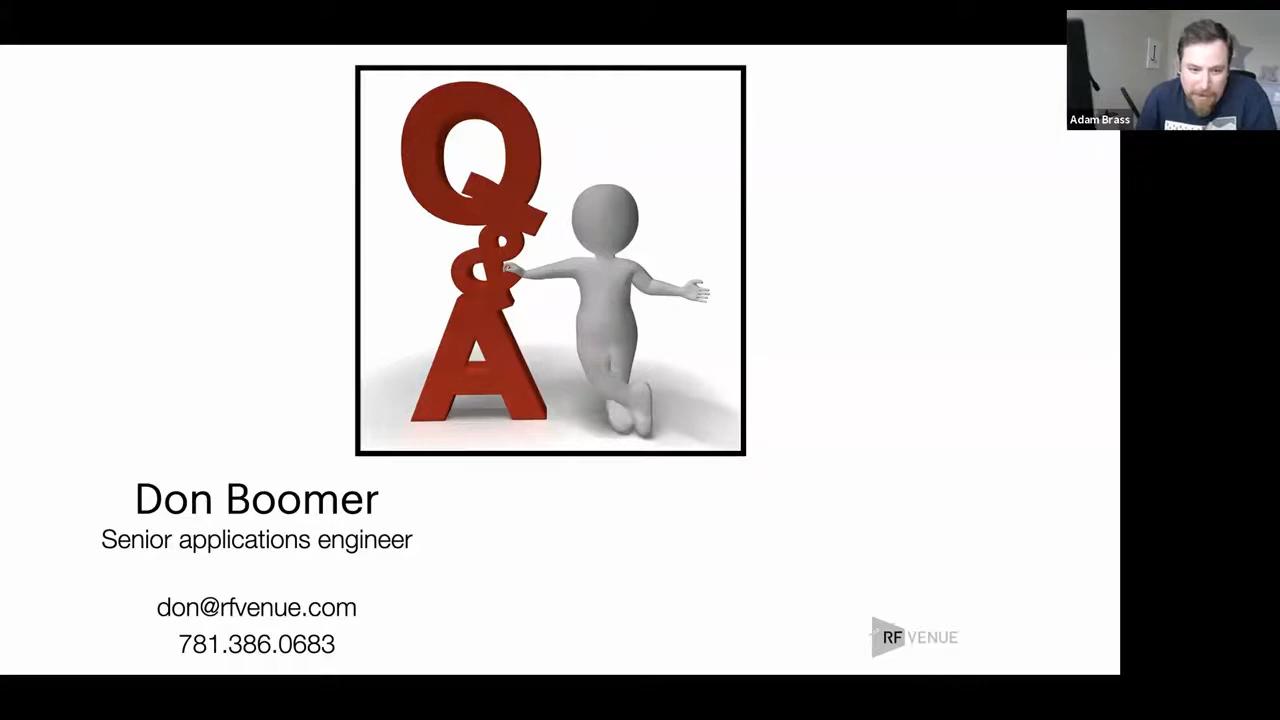 Adam Brass
Q
&
A
Don Boomer
Senior applications engineer
don@rfvenue.com
781.386.0683
RF VENUE